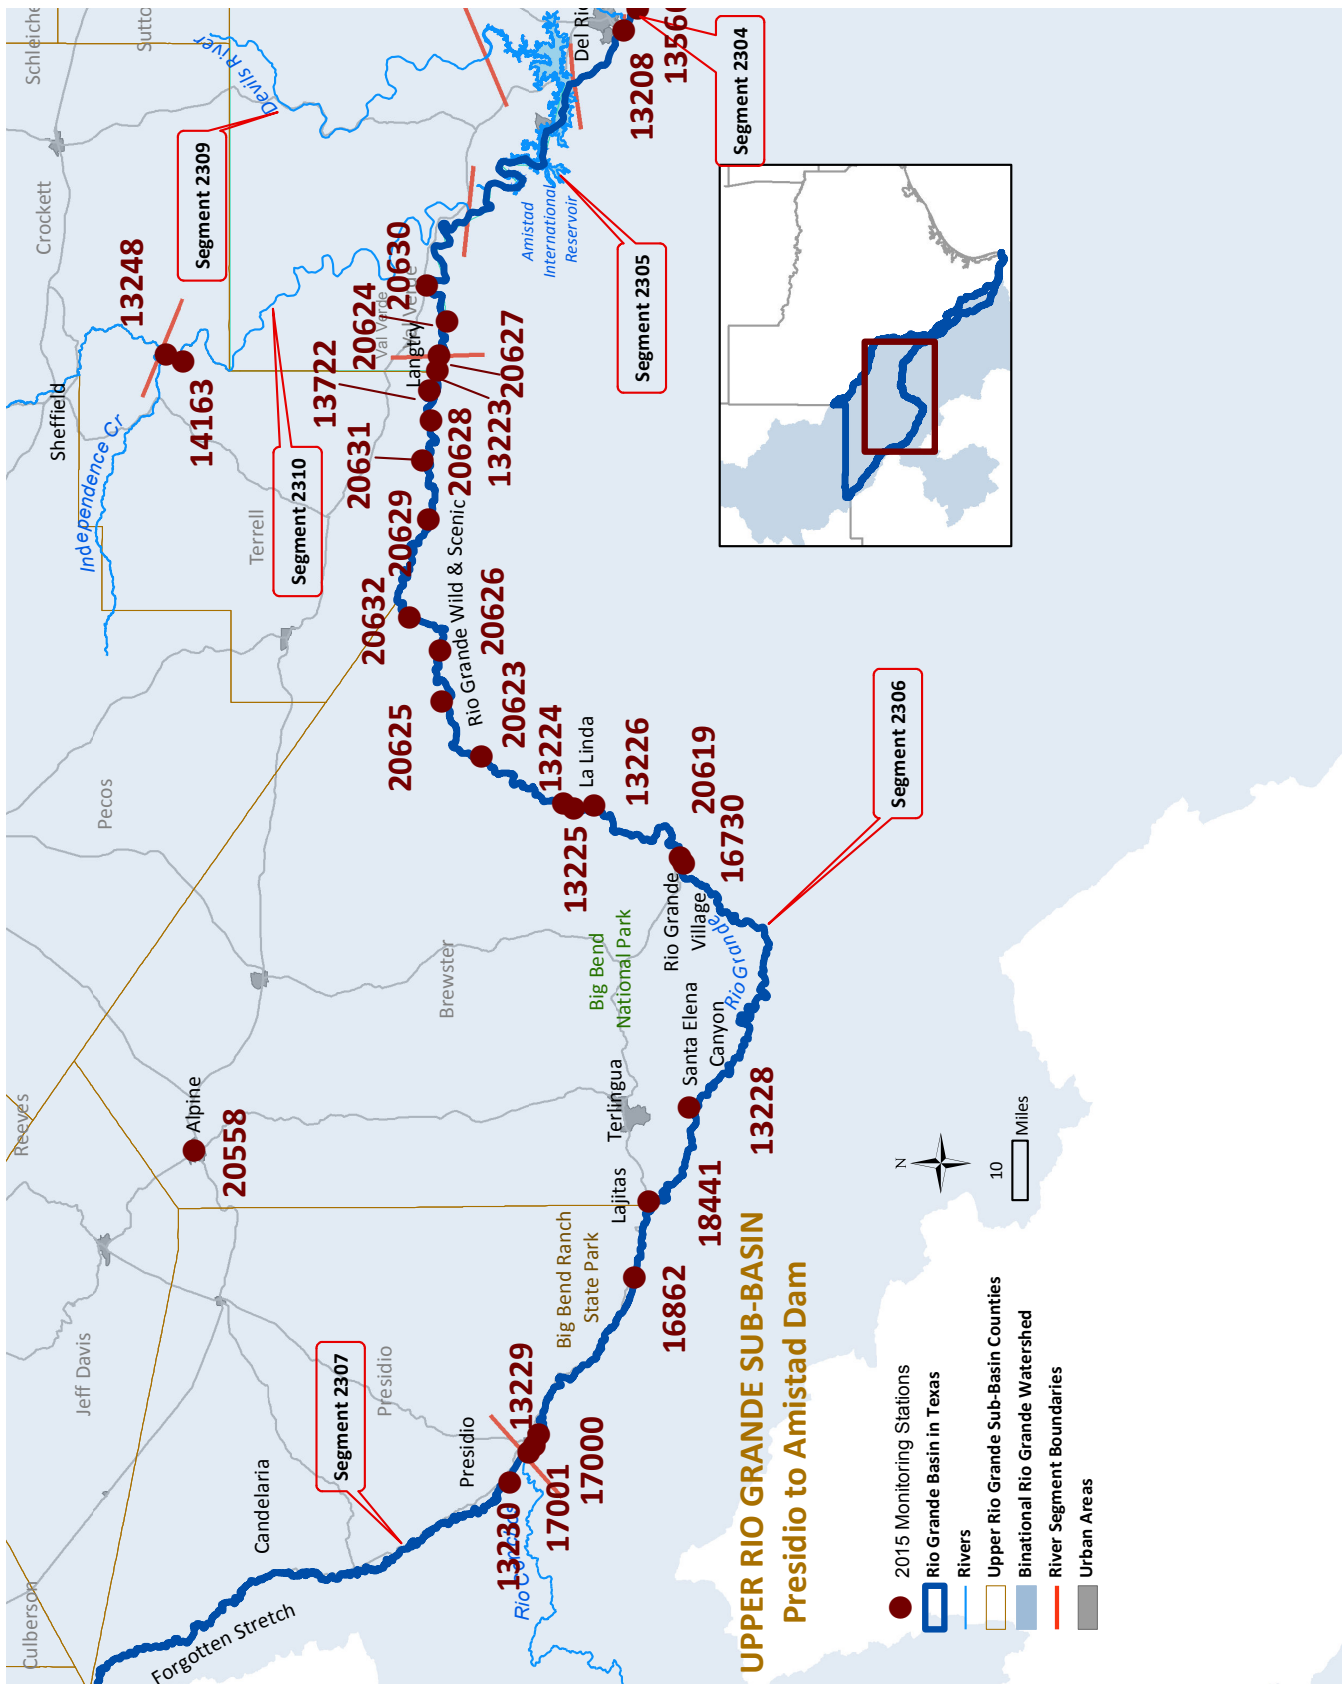 UPPER RIO GRANDE SUB-BASIN
Presidio to Amistad Dam
2015 Monitoring Stations
Rio Grande Basin in Texas
Rivers
Upper Rio Grande Sub-Basin Counties
Binational Rio Grande Watershed
River Segment Boundaries
Urban Areas
N
10
Miles
Culberson
Jeff Davis
Reeves
Pecos
Crockett
Terrell
Brewster
Presidio
Val Verde
Val Verde
Forgotten Stretch
Candelaria
Segment 2307
Presidio
13230
Rio Conchos
17001
17000
13229
Big Bend Ranch
State Park
16862
Lajitas
18441
Terlingua
Alpine
20558
Santa Elena
Canyon
13228
Big Bend
National Park
Rio Grande
Segment 2306
Rio Grande
Village
16730
20619
13226
La Linda
13225
13224
20623
20625
Rio Grande Wild & Scenic
20626
20632
20629
20631
20628
13223
20627
13722
Langtry
20624
20630
Segment 2310
Independence Cr
Sheffield
14163
13248
Segment 2309
Devils River
Amistad
International
Reservoir
Segment 2305
13208
Segment 2304